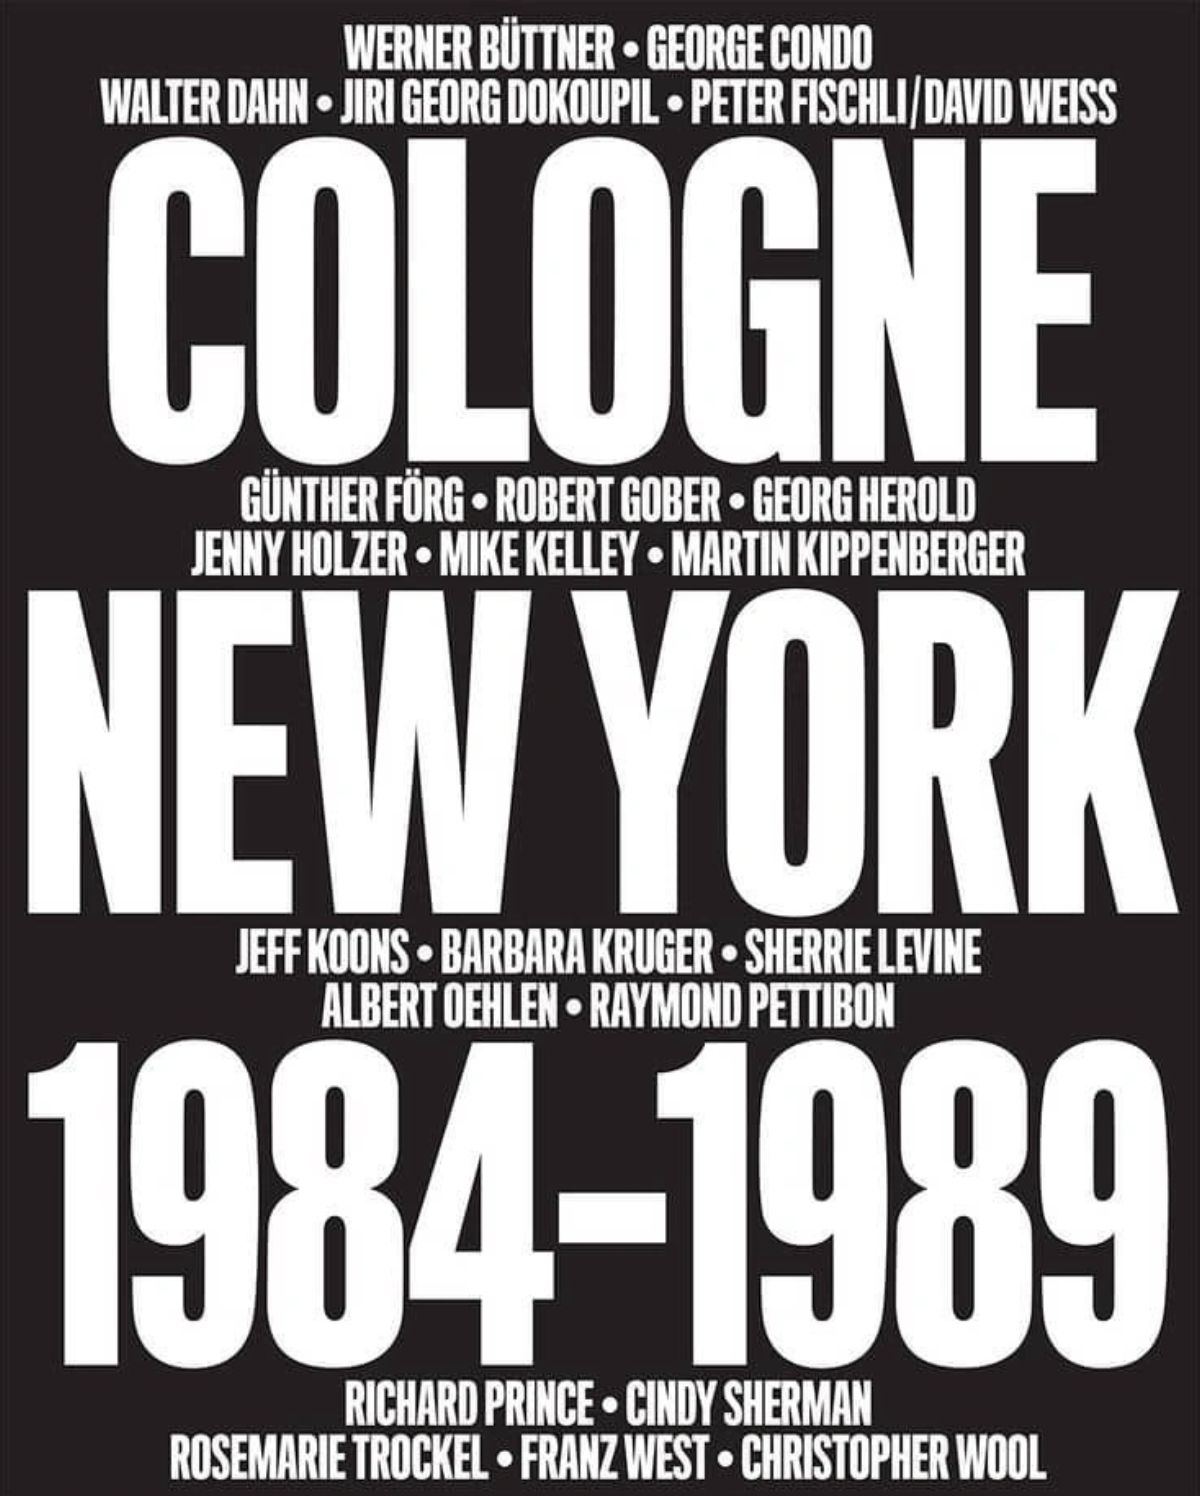 WERNER BÜTTNER • GEORGE CONDO
WALTER DAHN • JIRI GEORG DOKOUPIL • PETER FISCHLI/DAVID WEISS
COLOGNE
GÜNTHER FÖRG • ROBERT GOBER • GEORG HEROLD
JENNY HOLZER • MIKE KELLEY • MARTIN KIPPENBERGER
NEW YORK
JEFF KOONS • BARBARA KRUGER • SHERRIE LEVINE
ALBERT OEHLEN • RAYMOND PETTIBON
1984–1989
RICHARD PRINCE • CINDY SHERMAN
ROSEMARIE TROCKEL • FRANZ WEST • CHRISTOPHER WOOL